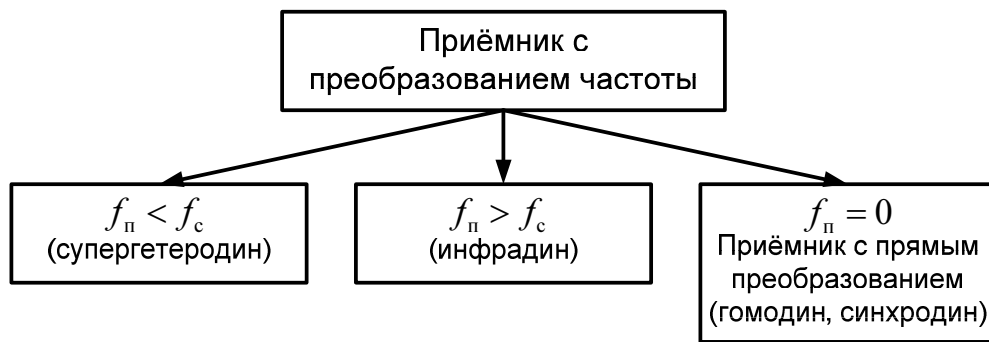 Приёмник с
преобразованием частоты
fп < fс
(супергетеродин)
fп > fс
(инфрадин)
fп = 0
Приёмник с прямым
преобразованием
(гомодин, синхродин)